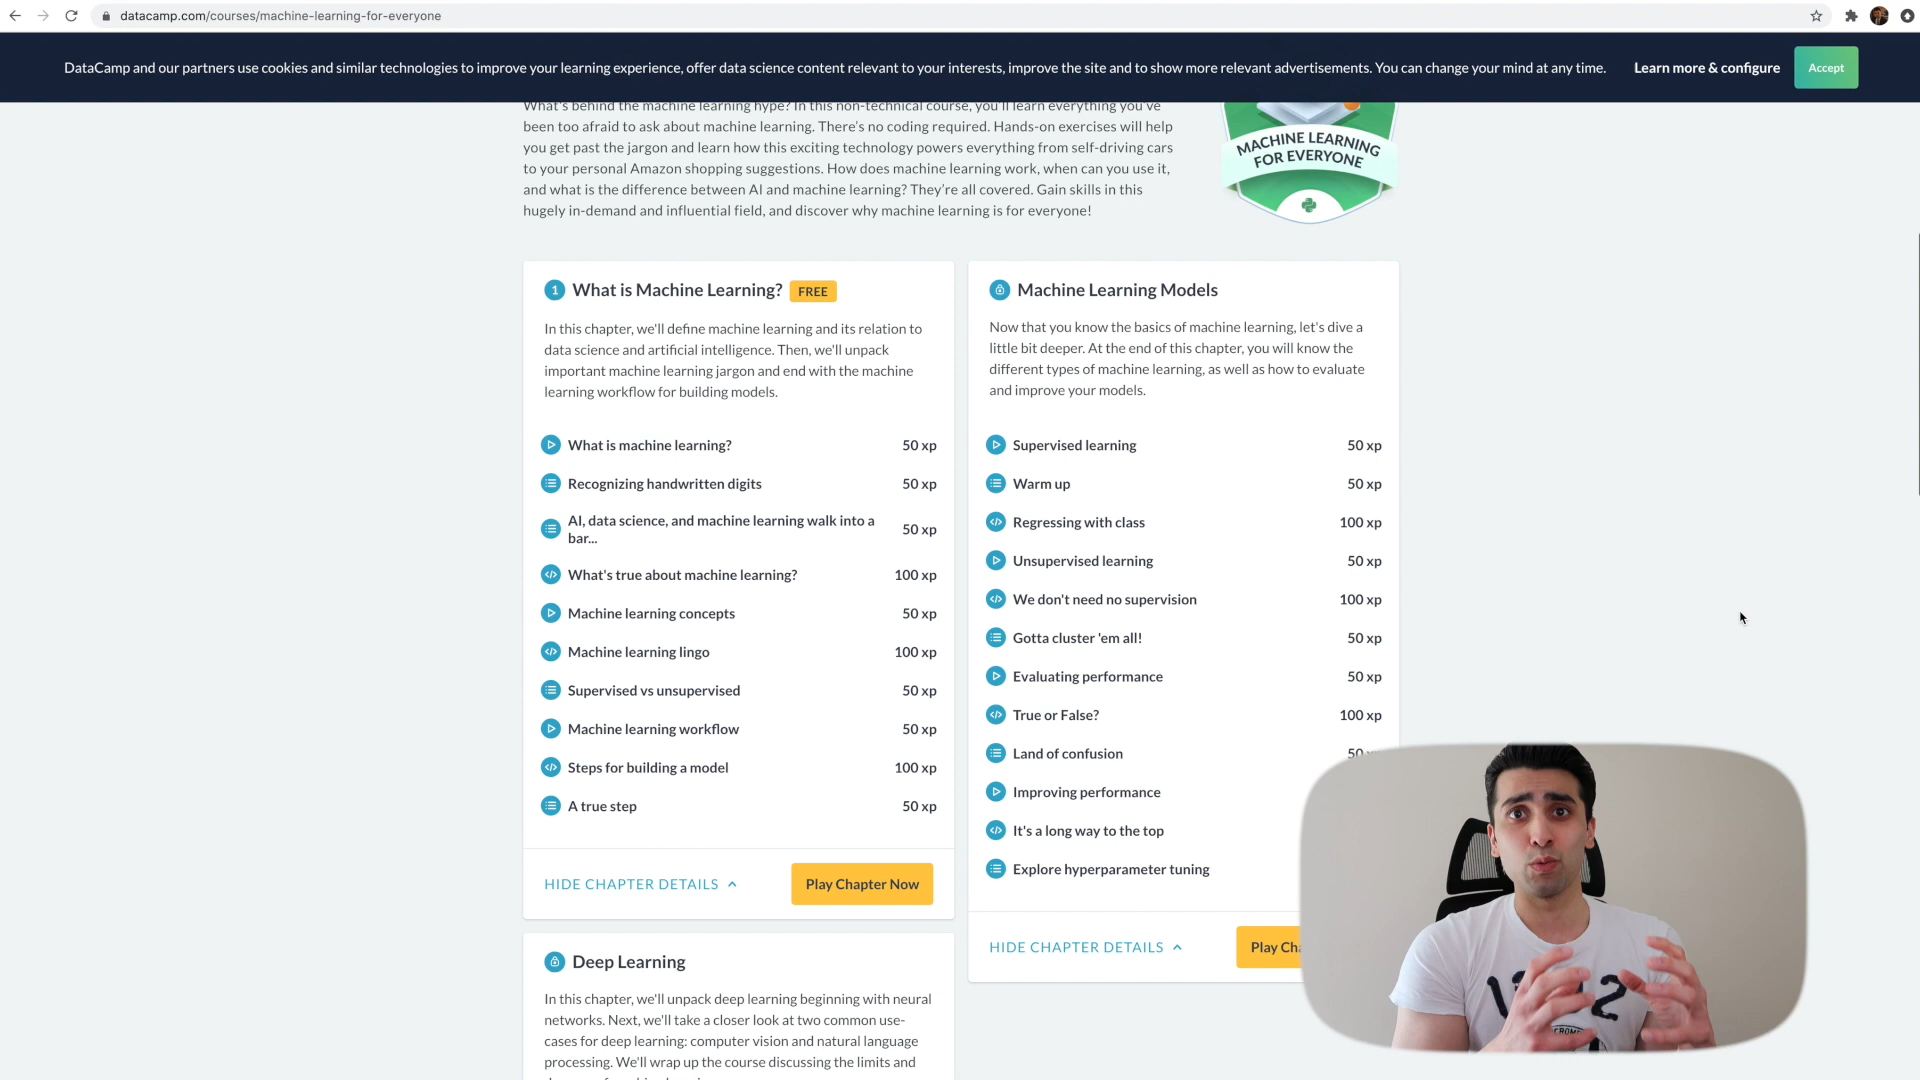 datacamp.com/courses/machine-learning-for-everyone
DataCamp and our partners use cookies and similar technologies to improve your learning experience, offer data science content relevant to your interests, improve the site and to show more relevant advertisements. You can change your mind at any time.
Learn more & configure
Accept
What's behind the machine learning hype? In this non-technical course, you'll learn everything you've
been too afraid to ask about machine learning. There's no coding required. Hands-on exercises will help
you get past the jargon and learn how this exciting technology powers everything from self-driving cars
to your personal Amazon shopping suggestions. How does machine learning work, when can you use it,
and what is the difference between AI and machine learning? They're all covered. Gain skills in this
hugely in-demand and influential field, and discover why machine learning is for everyone!
MACHINE LEARNING
FOR EVERYONE
1 What is Machine Learning? FREE
In this chapter, we'll define machine learning and its relation to
data science and artificial intelligence. Then, we'll unpack
important machine learning jargon and end with the machine
learning workflow for building models.
What is machine learning? 50 xp
Recognizing handwritten digits 50 xp
AI, data science, and machine learning walk into a
bar... 50 xp
What's true about machine learning? 100 xp
Machine learning concepts 50 xp
Machine learning lingo 100 xp
Supervised vs unsupervised 50 xp
Machine learning workflow 50 xp
Steps for building a model 100 xp
A true step 50 xp
HIDE CHAPTER DETAILS
Play Chapter Now
Machine Learning Models
Now that you know the basics of machine learning, let's dive a
little bit deeper. At the end of this chapter, you will know the
different types of machine learning, as well as how to evaluate
and improve your models.
Supervised learning 50 xp
Warm up 50 xp
Regressing with class 100 xp
Unsupervised learning 50 xp
We don't need no supervision 100 xp
Gotta cluster 'em all! 50 xp
Evaluating performance 50 xp
True or False? 100 xp
Land of confusion 50
Improving performance
It's a long way to the top
Explore hyperparameter tuning
HIDE CHAPTER DETAILS
Play
Deep Learning
In this chapter, we'll unpack deep learning beginning with neural
networks. Next, we'll take a closer look at two common use-
cases for deep learning: computer vision and natural language
processing. We'll wrap up the course discussing the limits and